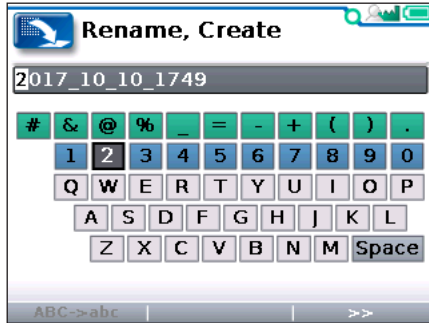 Rename, Create
2017_10_10_1749
# & @ % _ = - + ( ) .
1 2 3 4 5 6 7 8 9 0
Q W E R T Y U I O P
A S D F G H J K L
Z X C V B N M Space
ABC->abc | | >>